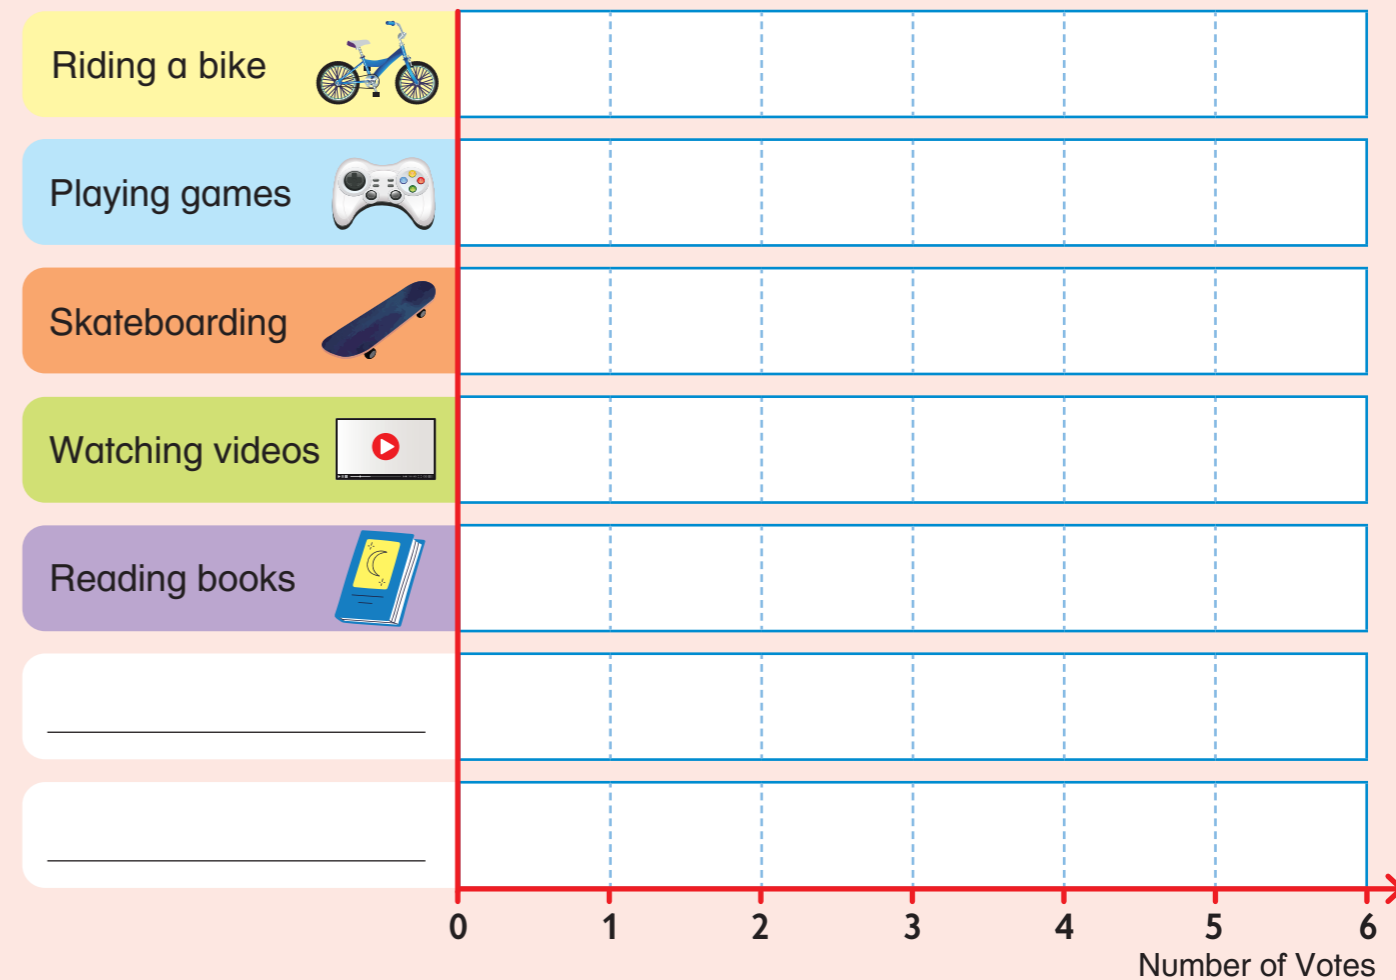 Riding a bike
Playing games
Skateboarding
Watching videos
Reading books
0 1 2 3 4 5 6
Number of Votes